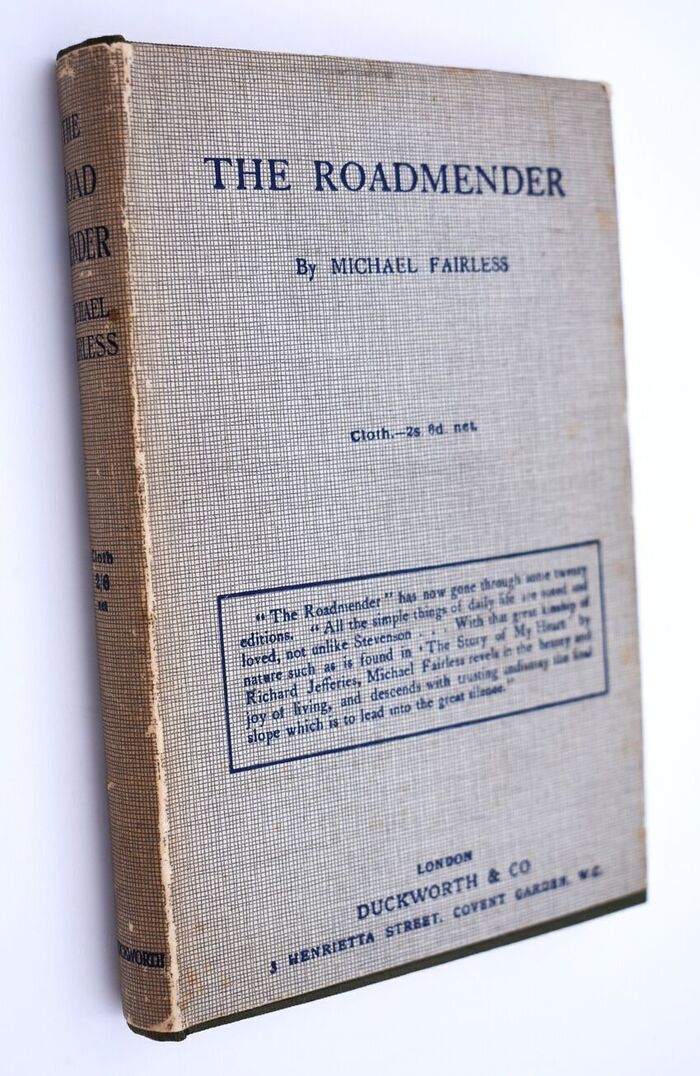 THE ROADMENDER
By MICHAEL FAIRLESS
Cloth.—2s. 6d. net.
"The Roadmender" has now gone through some twenty
editions. "All the simple things of daily life are noted and
loved, not unlike Stevenson . . . With that great kinship of
nature such as is found in 'The Story of My Heart' by
Richard Jefferies, Michael Fairless revels in the beauty and
joy of living, and descends with trusting the final
slope which is to lead into the great silence."
LONDON
DUCKWORTH & CO
3 HENRIETTA STREET, COVENT GARDEN, W.C.
THE
OAD
NDER
CHAEL
RLESS
Cloth
2/6
net
CKWORTH